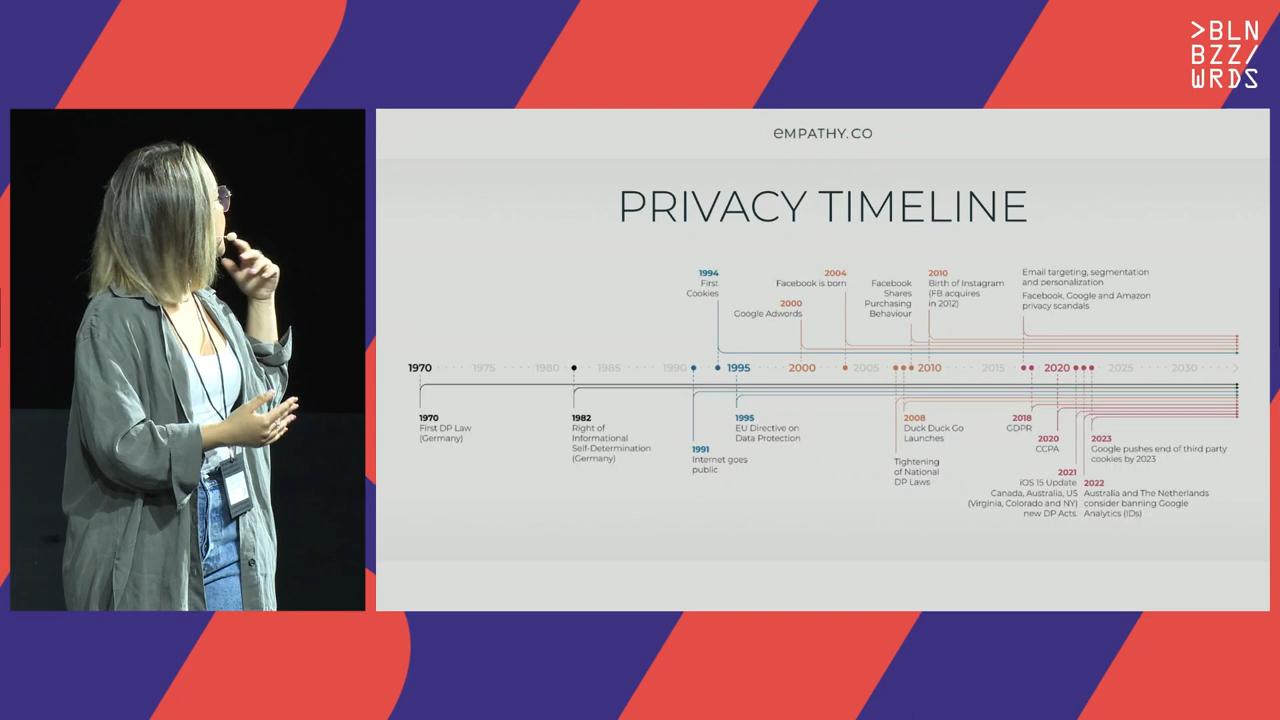 >BLN
BZZ/
WRDS
eMPATHY.CO
PRIVACY TIMELINE
1994
First
Cookies
2000
Google Adwords
2004
Facebook is born
Facebook
Shares
Purchasing
Behaviour
2010
Birth of Instagram
(FB acquires
in 2012)
Email targeting, segmentation
and personalization
Facebook, Google and Amazon
privacy scandals
1970 1975 1980 1985 1990 1995 2000 2005 2010 2015 2020 2025 2030
1970
First DP Law
(Germany)
1982
Right of
Informational
Self-Determination
(Germany)
1991
Internet goes
public
1995
EU Directive on
Data Protection
Tightening
of National
DP Laws
2008
Duck Duck Go
Launches
2018
GDPR
2020
CCPA
2021
iOS 15 Update
Canada, Australia, US
(Virginia, Colorado and NY)
new DP Acts.
2022
Australia and The Netherlands
consider banning Google
Analytics (IDs)
2023
Google pushes end of third party
cookies by 2023